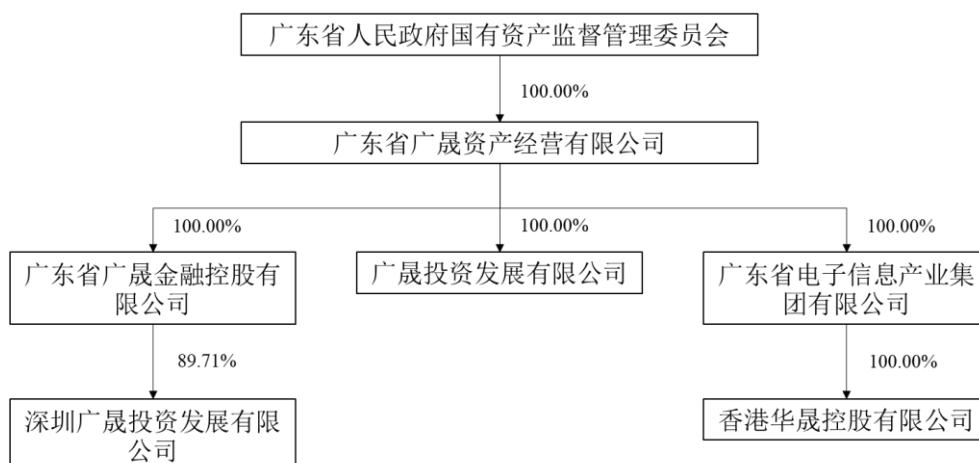 广东省人民政府国有资产监督管理委员会
100.00%
广东省广晟资产经营有限公司
100.00%
100.00%
100.00%
广东省广晟金融控股有
限公司
广晟投资发展有限公司
广东省电子信息产业集
团有限公司
89.71%
100.00%
深圳广晟投资发展有限
公司
香港华晟控股有限公司